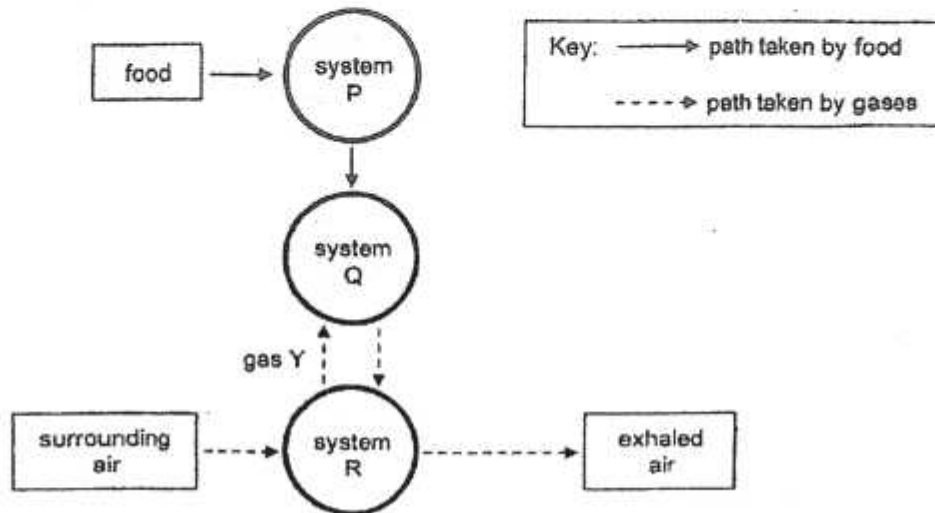 food
system
P
Key:
path taken by food
path taken by gases
system
Q
gas Y
surrounding
air
system
R
exhaled
air